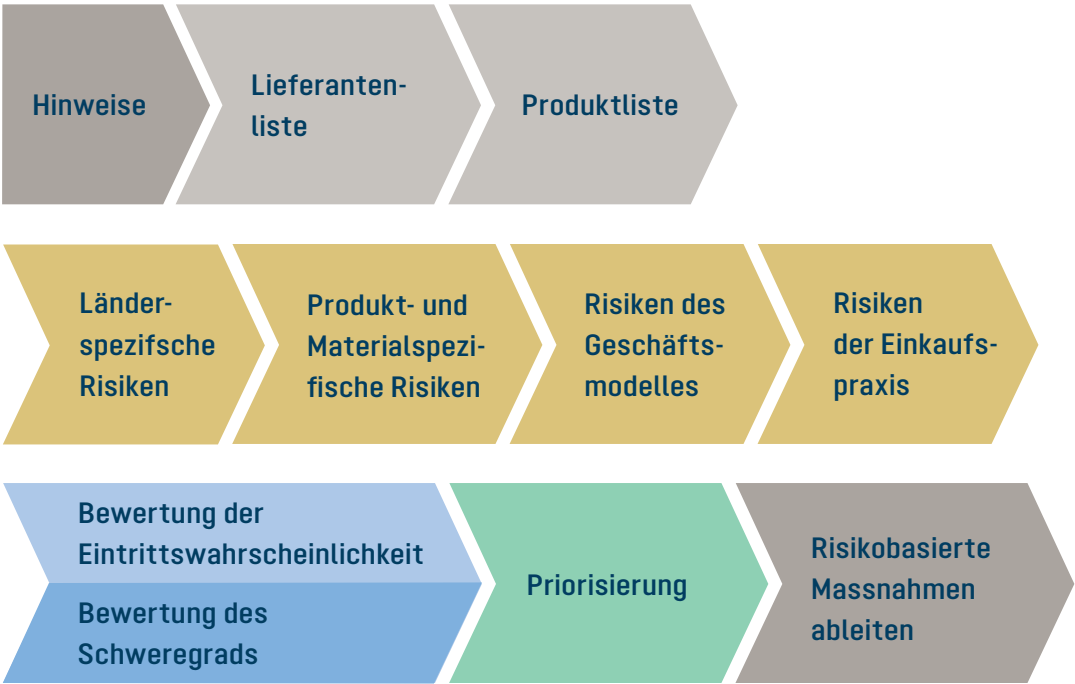 Hinweise
Lieferanten-
liste
Produktliste
Länder-
spezifsche
Risiken
Produkt- und
Materialspezi-
fische Risiken
Risiken des
Geschäfts-
modelles
Risiken
der Einkaufs-
praxis
Bewertung der
Eintrittswahrscheinlichkeit
Bewertung des
Schweregrads
Priorisierung
Risikobasierte
Massnahmen
ableiten